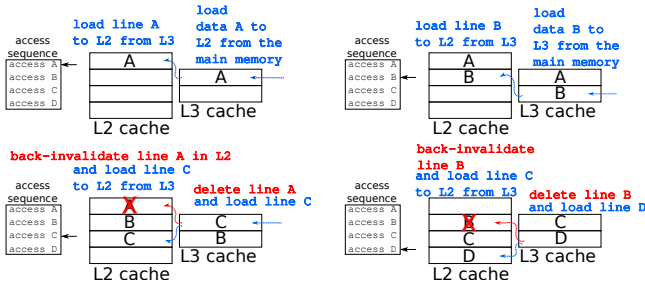 load line A
to L2 from L3
load
data A to
L2 from the
main memory
access
sequence
access A
access B
access C
access D
A
A
L2 cache
L3 cache
load line B
to L2 from L3
load
data B to
L3 from the
main memory
access
sequence
access A
access B
access C
access D
A
B
A
B
L2 cache
L3 cache
back-invalidate line A in L2
and load line C
to L2 from L3
delete line A
and load line C
access
sequence
access A
access B
access C
access D
A
B
C
C
B
L2 cache
L3 cache
back-invalidate
line B
and load line C
to L2 from L3
delete line B
and load line D
access
sequence
access A
access B
access C
access D
B
C
D
C
D
L2 cache
L3 cache